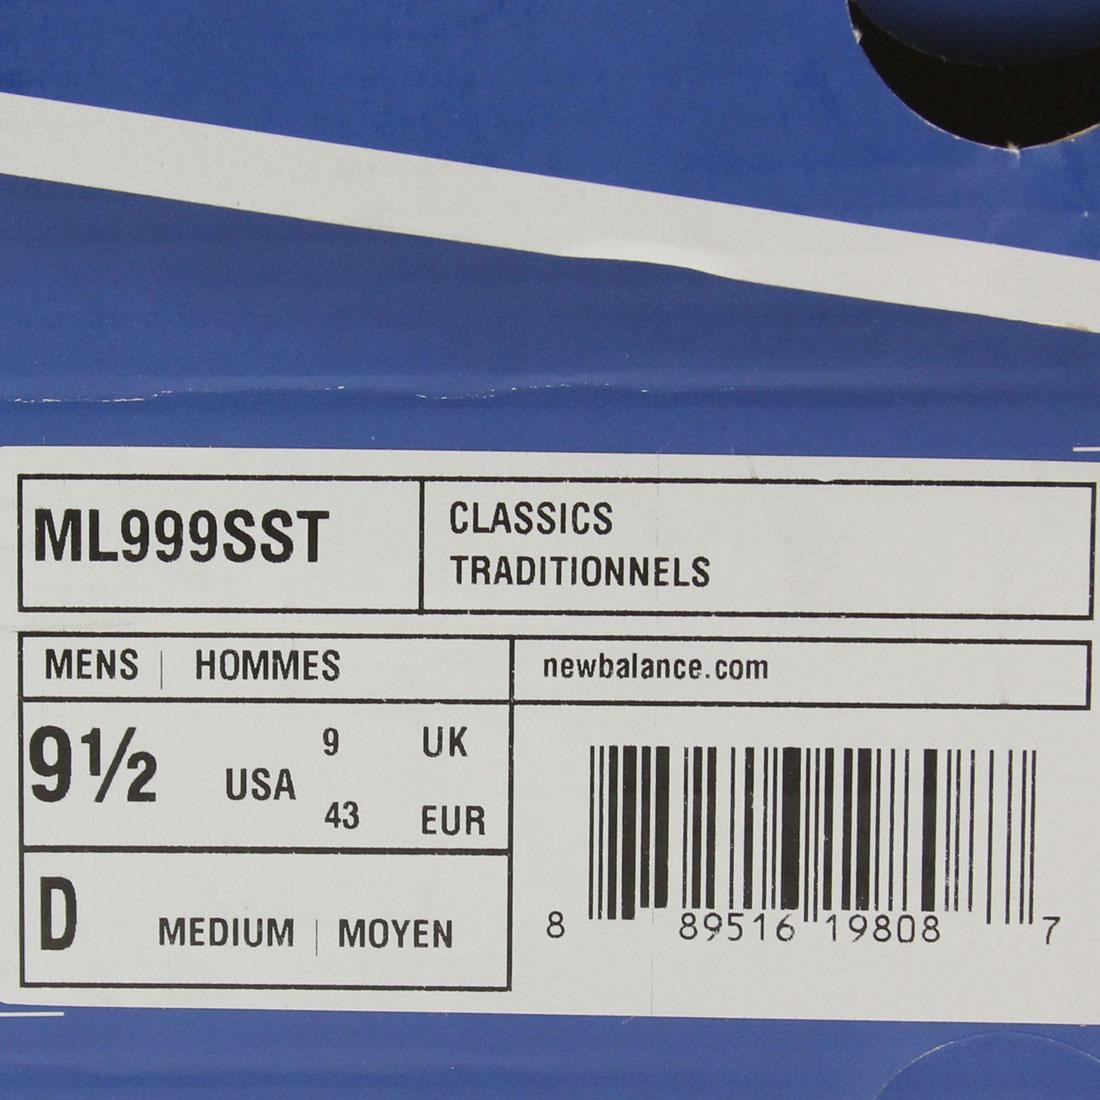 ML999SST
CLASSICS
TRADITIONNELS
MENS | HOMMES
newbalance.com
9½ USA 9 UK
43 EUR
D MEDIUM | MOYEN
8 89516 19808 7